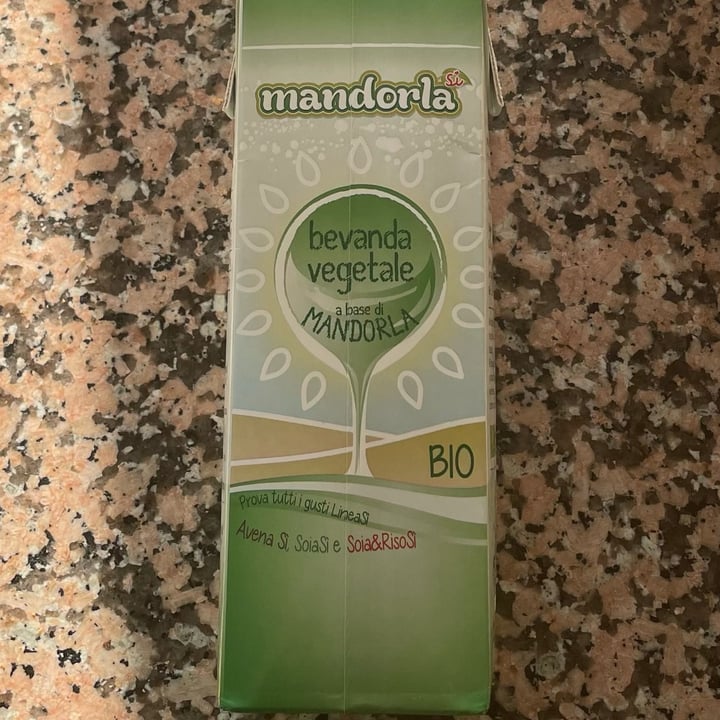 mandorla Sì
bevanda
vegetale
a base di
MANDORLA
BIO
Prova tutti i gusti LineaSì
Avena Sì, SoiaSì e Soia&RisoSì